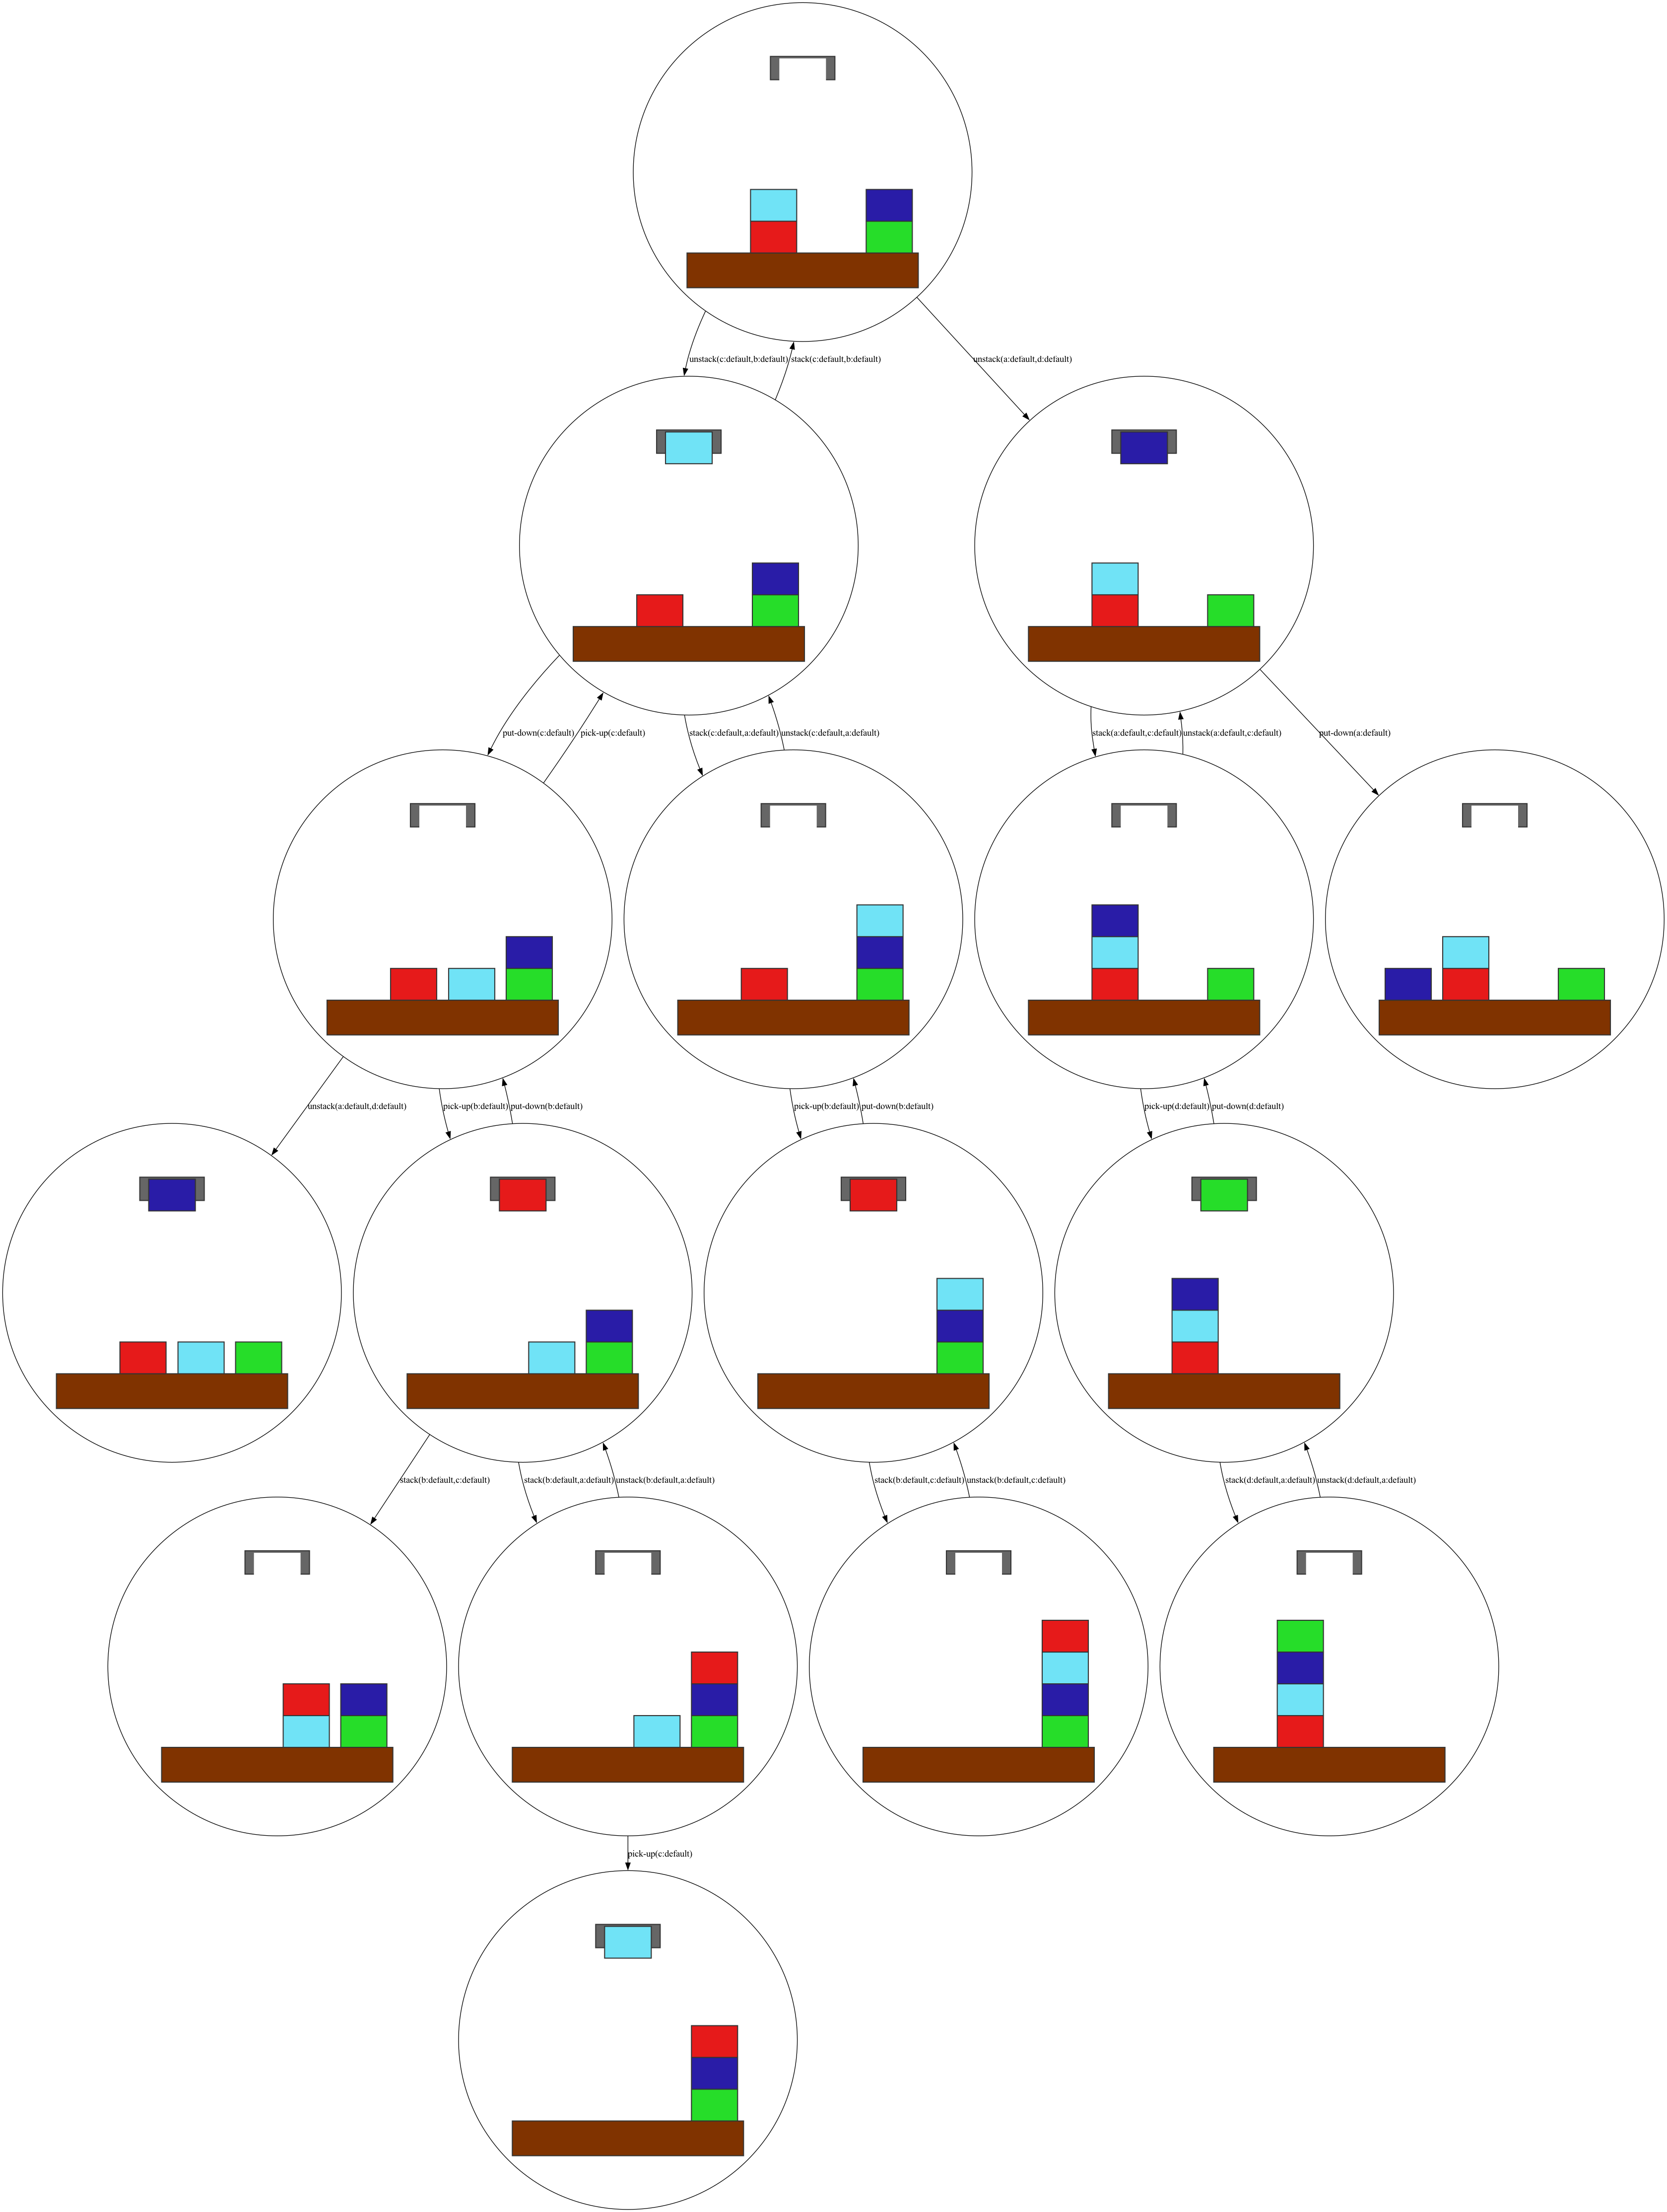 unstack(c:default,b:default)
stack(c:default,b:default)
unstack(a:default,d:default)
put-down(c:default)
pick-up(c:default)
stack(c:default,a:default)
unstack(c:default,a:default)
stack(a:default,c:default)
unstack(a:default,c:default)
put-down(a:default)
unstack(a:default,d:default)
pick-up(b:default)
put-down(b:default)
pick-up(b:default)
put-down(b:default)
pick-up(d:default)
put-down(d:default)
stack(b:default,c:default)
stack(b:default,a:default)
unstack(b:default,a:default)
stack(b:default,c:default)
unstack(b:default,c:default)
stack(d:default,a:default)
unstack(d:default,a:default)
pick-up(c:default)